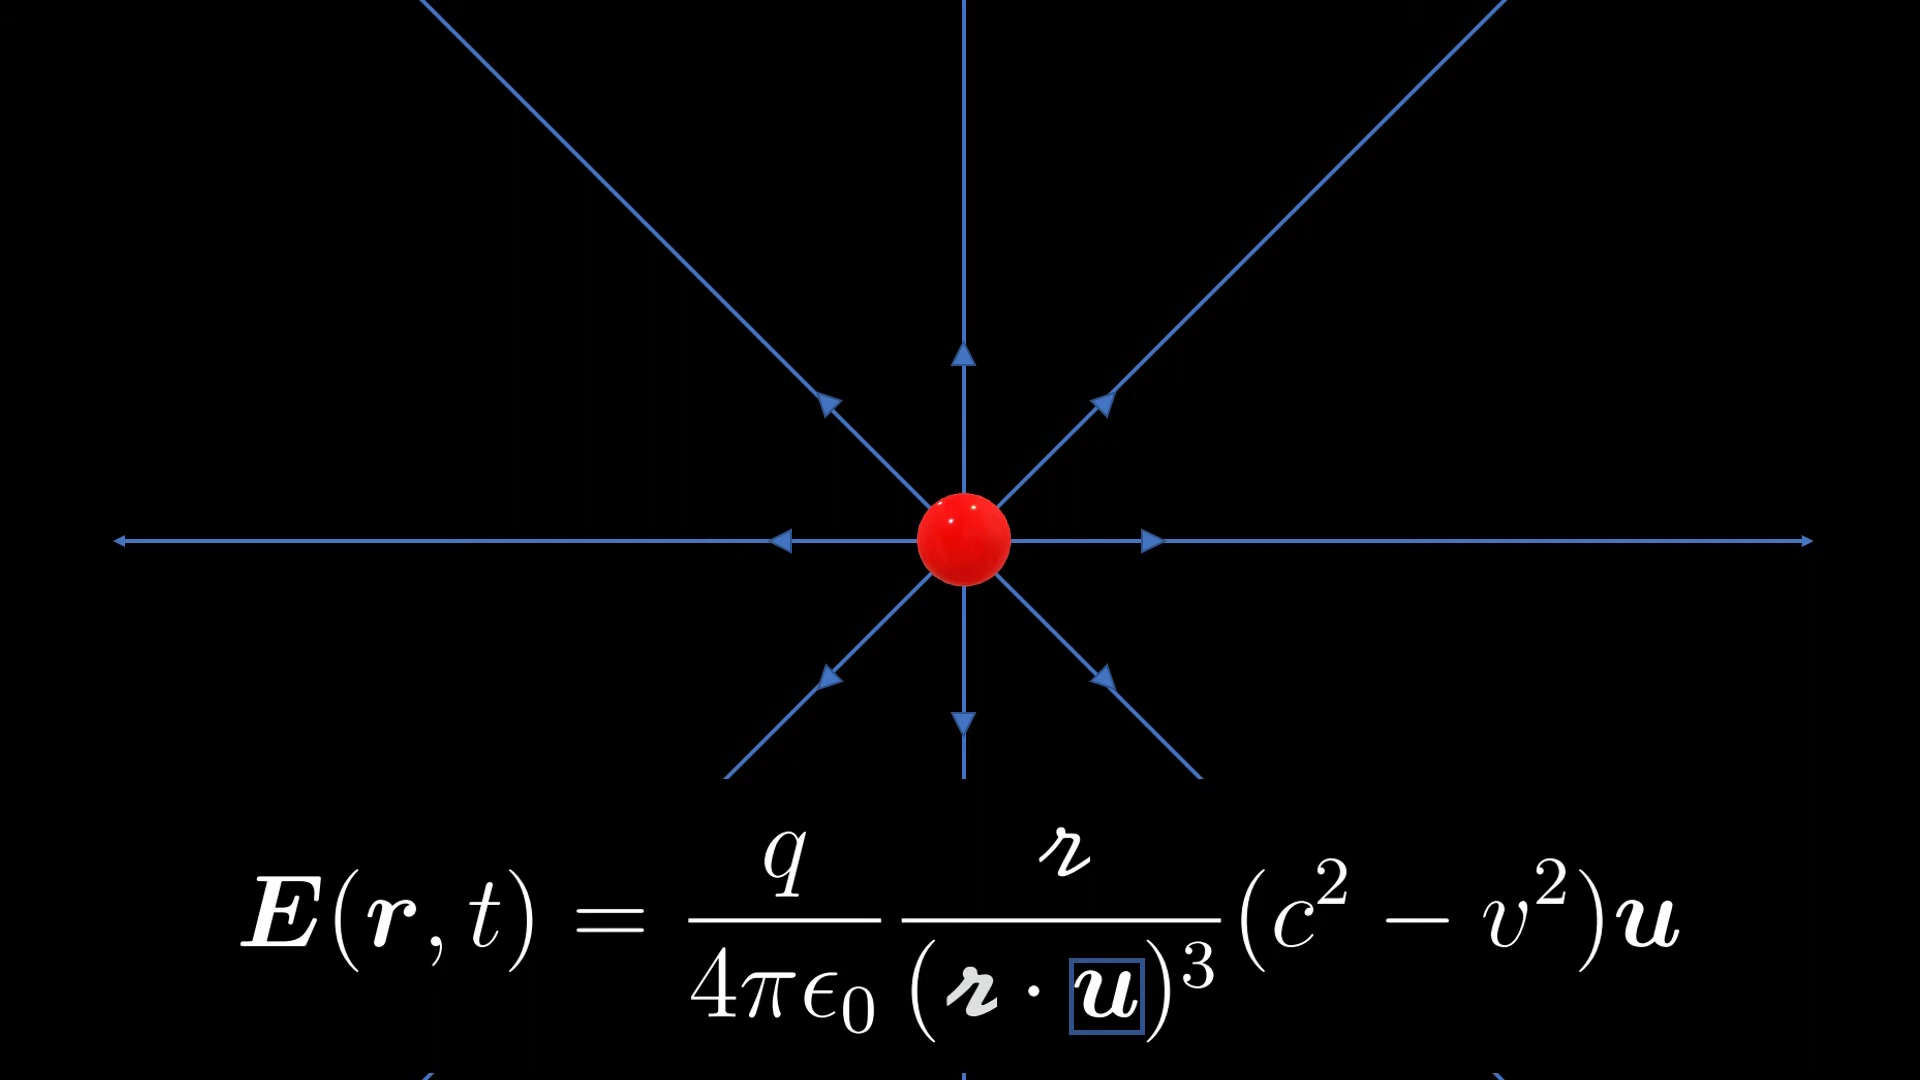 𝑬(𝒓, t) = q/(4πϵ₀) 𝓇/(𝓻 · 𝒖)³ (c² − v²)𝒖